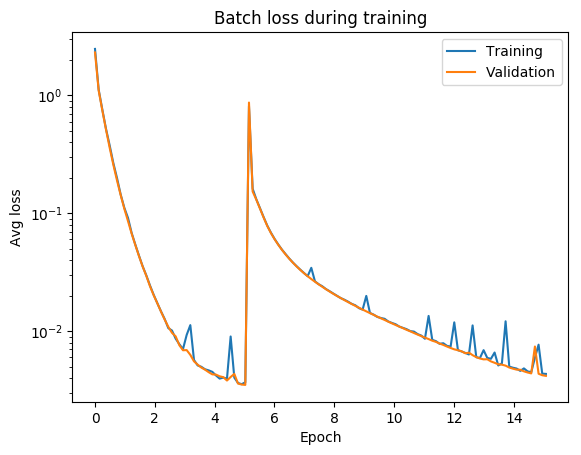 Batch loss during training
Training
Validation
Avg loss
10⁰
10⁻¹
10⁻²
0 2 4 6 8 10 12 14
Epoch